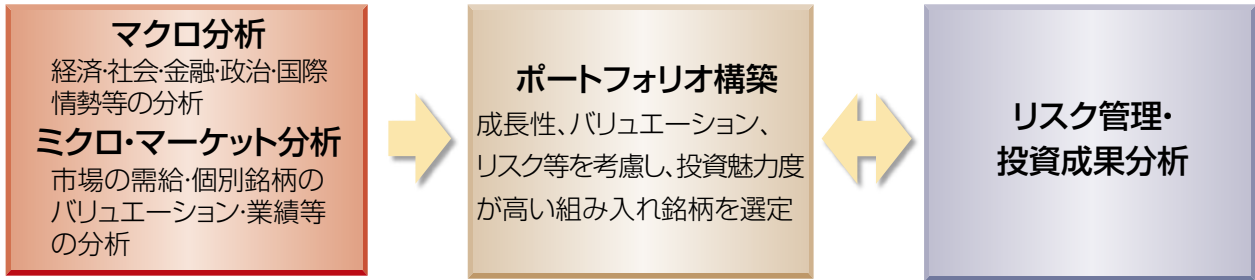 マクロ分析
経済・社会・金融・政治・国際
情勢等の分析
ミクロ・マーケット分析
市場の需給・個別銘柄の
バリュエーション・業績等
の分析
ポートフォリオ構築
成長性、バリュエーション、
リスク等を考慮し、投資魅力度
が高い組み入れ銘柄を選定
リスク管理・
投資成果分析